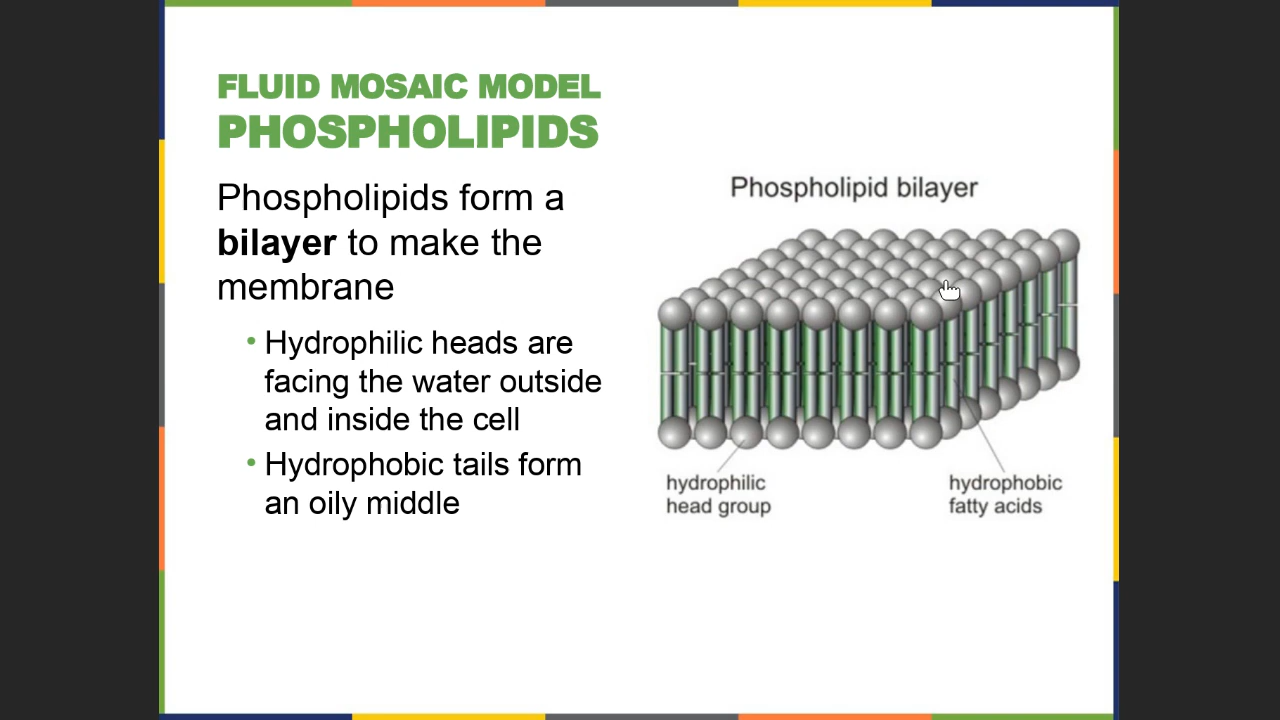 FLUID MOSAIC MODEL
PHOSPHOLIPIDS
Phospholipids form a
bilayer to make the
membrane
• Hydrophilic heads are
facing the water outside
and inside the cell
• Hydrophobic tails form
an oily middle
Phospholipid bilayer
hydrophilic
head group
hydrophobic
fatty acids